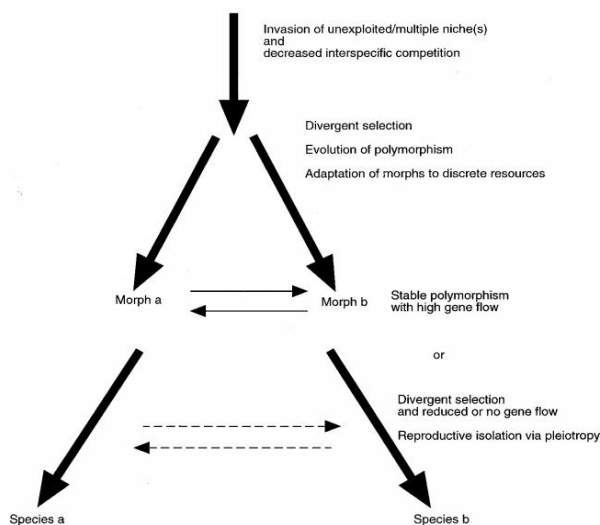 Invasion of unexploited/multiple niche(s)
and
decreased interspecific competition
Divergent selection
Evolution of polymorphism
Adaptation of morphs to discrete resources
Morph a
Morph b
Stable polymorphism
with high gene flow
or
Divergent selection
and reduced or no gene flow
Reproductive isolation via pleiotropy
Species a
Species b